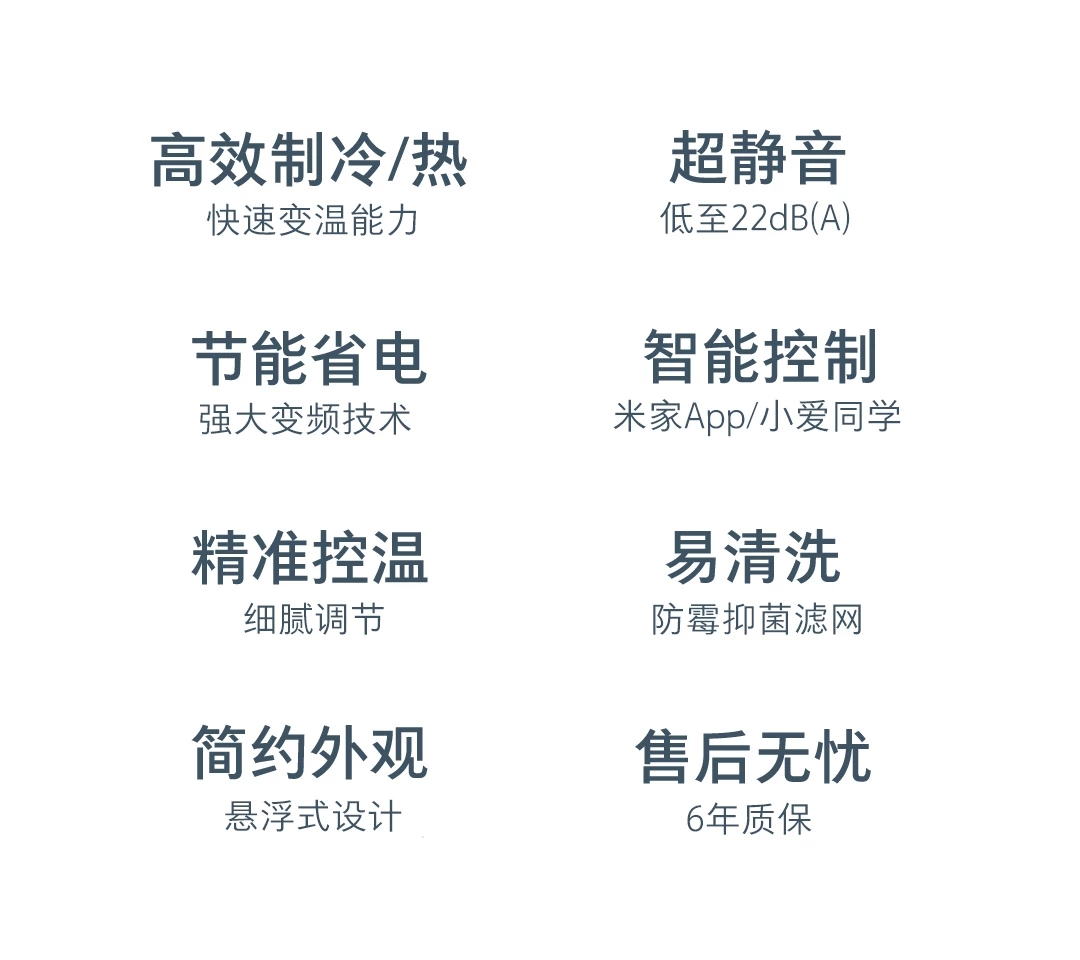 高效制冷/热
快速变温能力
超静音
低至22dB(A)
节能省电
强大变频技术
智能控制
米家App/小爱同学
精准控温
细腻调节
易清洗
防霉抑菌滤网
简约外观
悬浮式设计
售后无忧
6年质保